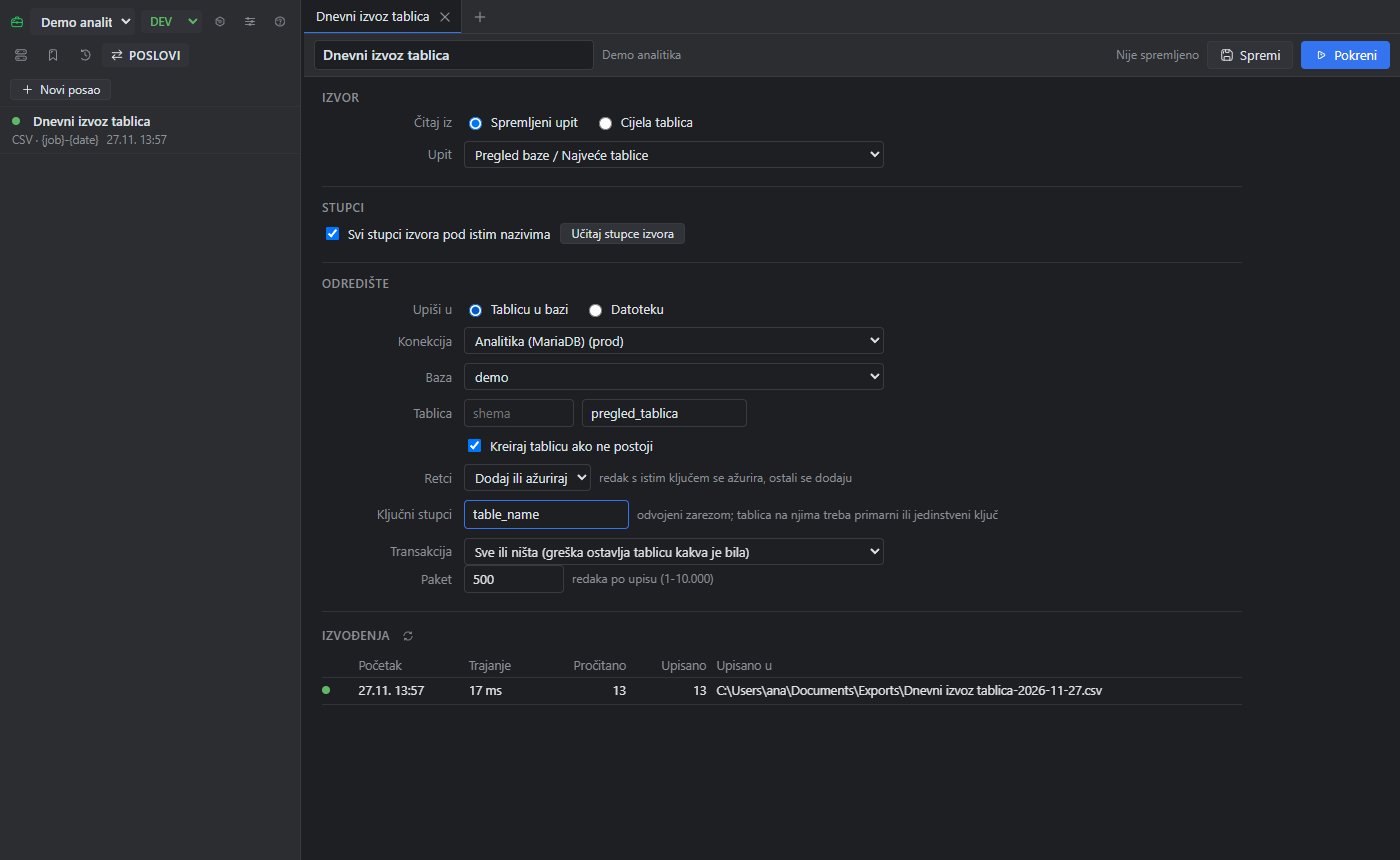 Demo analit DEV
POSLOVI
Novi posao
Dnevni izvoz tablica
CSV · {job}-{date} 27.11. 13:57
Dnevni izvoz tablica
Dnevni izvoz tablica Demo analitika Nije spremljeno Spremi Pokreni
IZVOR
Čitaj iz Spremljeni upit Cijela tablica
Upit Pregled baze / Najveće tablice
STUPCI
Svi stupci izvora pod istim nazivima Učitaj stupce izvora
ODREDIŠTE
Upiši u Tablicu u bazi Datoteku
Konekcija Analitika (MariaDB) (prod)
Baza demo
Tablica shema pregled_tablica
Kreiraj tablicu ako ne postoji
Retci Dodaj ili ažuriraj redak s istim ključem se ažurira, ostali se dodaju
Ključni stupci table_name odvojeni zarezom; tablica na njima treba primarni ili jedinstveni ključ
Transakcija Sve ili ništa (greška ostavlja tablicu kakva je bila)
Paket 500 redaka po upisu (1-10.000)
IZVOĐENJA
Početak Trajanje Pročitano Upisano Upisano u
27.11. 13:57 17 ms 13 13 C:\Users\ana\Documents\Exports\Dnevni izvoz tablica-2026-11-27.csv